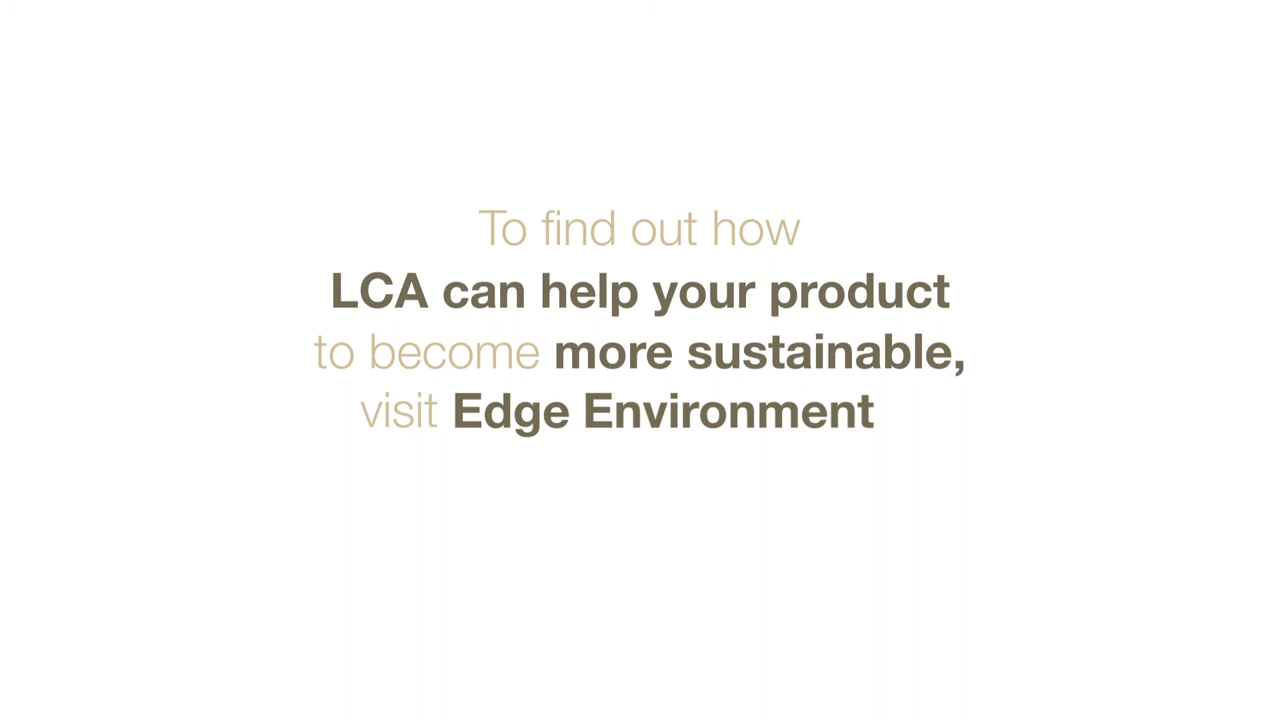 To find out how
LCA can help your product
to become more sustainable,
visit Edge Environment